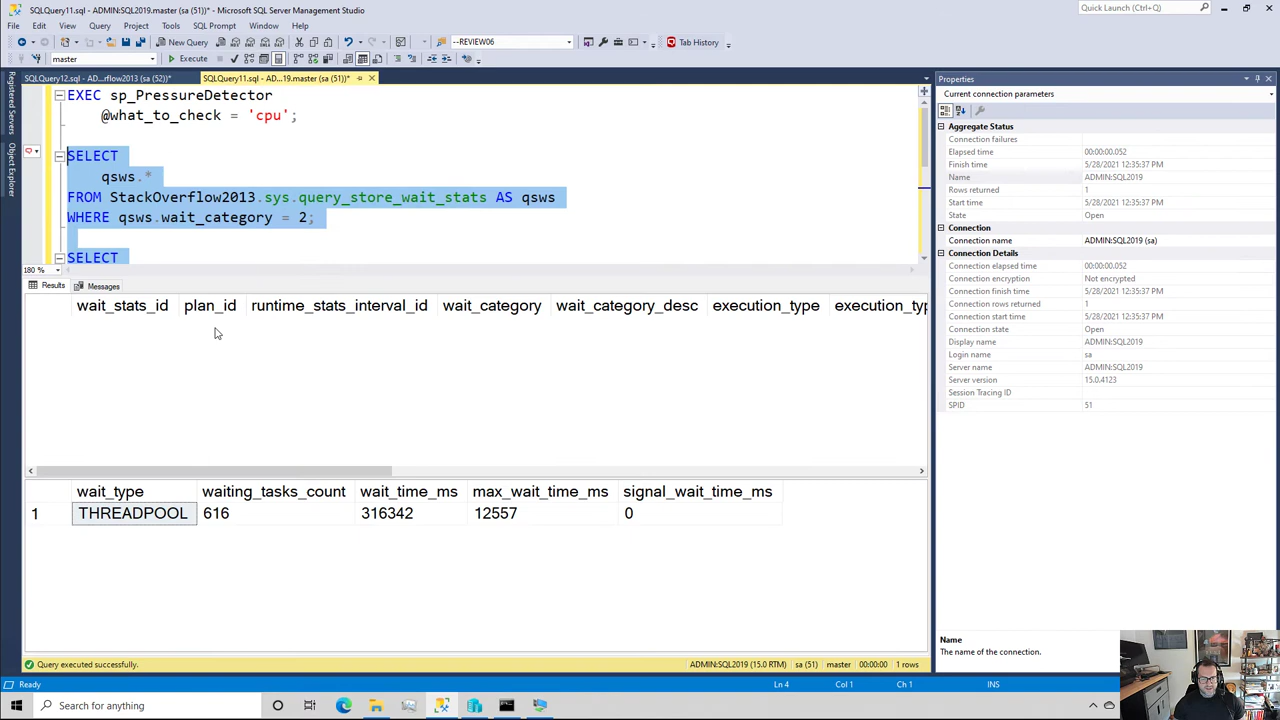 SQLQuery11.sql - ADMIN:SQL2019.master (sa (51))* - Microsoft SQL Server Management Studio
Quick Launch (Ctrl+Q)
File Edit View Query Project Tools SQL Prompt Window Help
New Query --REVIEW06 Tab History
master Execute
SQLQuery12.sql - AD...rflow2013 (sa (52))* SQLQuery11.sql - AD...19.master (sa (51))*
Registered Servers
Object Explorer
EXEC sp_PressureDetector
@what_to_check = 'cpu';
SELECT
qsws.*
FROM StackOverflow2013.sys.query_store_wait_stats AS qsws
WHERE qsws.wait_category = 2;
SELECT
180 %
Results Messages
wait_stats_id plan_id runtime_stats_interval_id wait_category wait_category_desc execution_type execution_typ
wait_type waiting_tasks_count wait_time_ms max_wait_time_ms signal_wait_time_ms
1 THREADPOOL 616 316342 12557 0
Query executed successfully. ADMIN:SQL2019 (15.0 RTM) sa (51) master 00:00:00 1 rows
Properties
Current connection parameters
Aggregate Status
Connection failures
Elapsed time 00:00:00.052
Finish time 5/28/2021 12:35:37 PM
Name ADMIN:SQL2019
Rows returned 1
Start time 5/28/2021 12:35:37 PM
State Open
Connection
Connection name ADMIN:SQL2019 (sa)
Connection Details
Connection elapsed time 00:00:00.052
Connection encryption Not encrypted
Connection finish time 5/28/2021 12:35:37 PM
Connection rows returned 1
Connection start time 5/28/2021 12:35:37 PM
Connection state Open
Display name ADMIN:SQL2019
Login name sa
Server name ADMIN:SQL2019
Server version 15.0.4123
Session Tracing ID
SPID 51
Name
The name of the connection.
Ready Ln 4 Col 1 Ch 1 INS
Search for anything